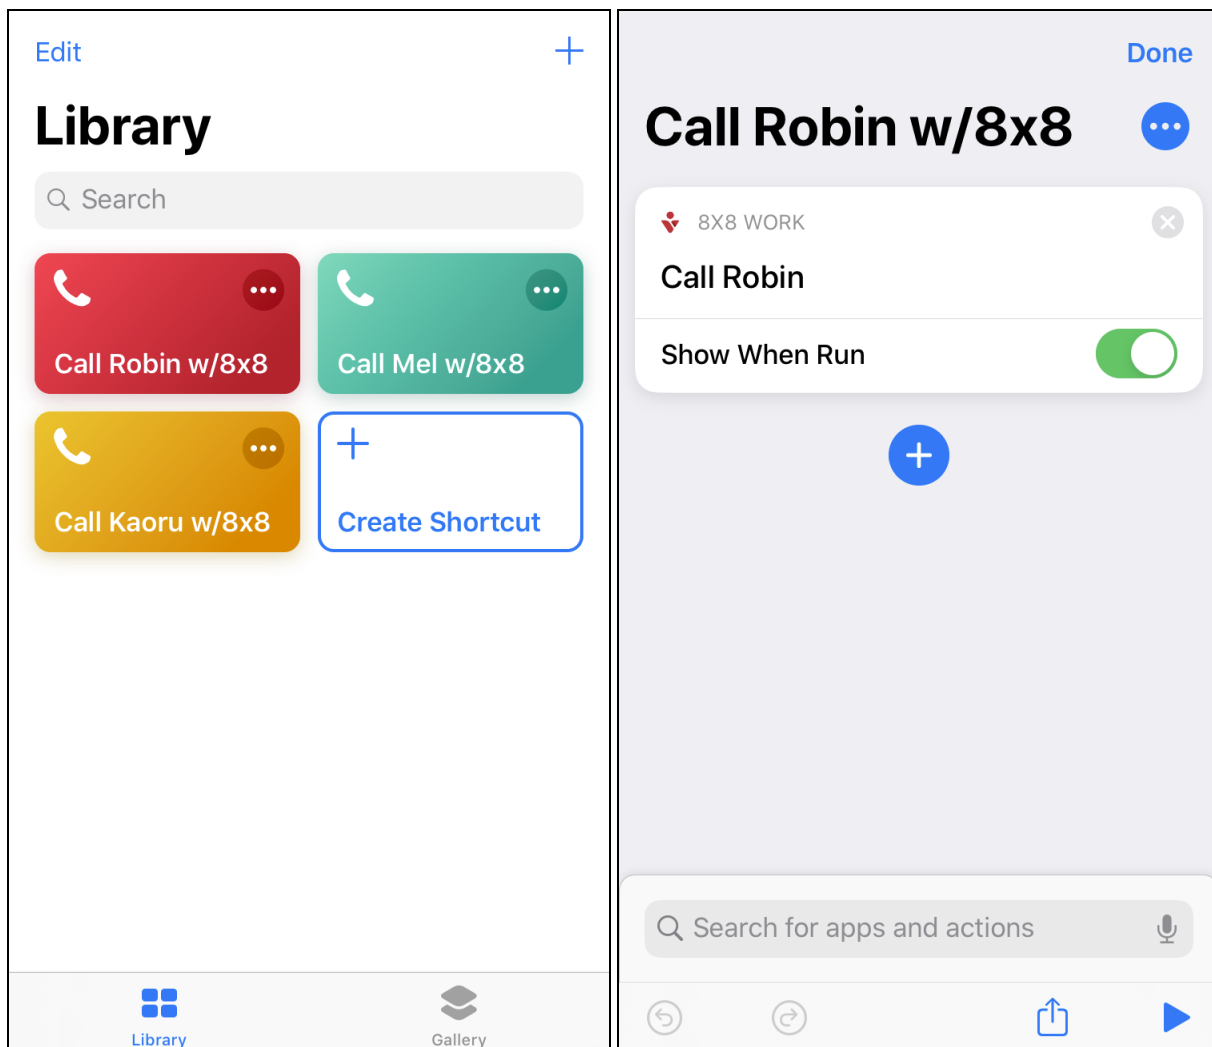 Edit
Library
Search
Call Robin w/8x8
Call Mel w/8x8
Call Kaoru w/8x8
Create Shortcut
Library
Gallery
Done
Call Robin w/8x8
8X8 WORK
Call Robin
Show When Run
Search for apps and actions